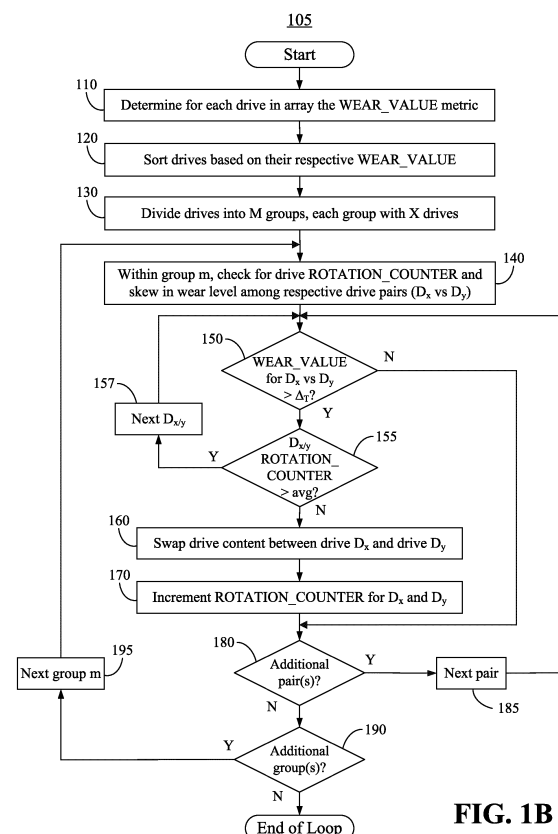 105
Start
110
Determine for each drive in array the WEAR_VALUE metric
120
Sort drives based on their respective WEAR_VALUE
130
Divide drives into M groups, each group with X drives
140
Within group m, check for drive ROTATION_COUNTER and
skew in wear level among respective drive pairs (Dx vs Dy)
150
WEAR_VALUE
for Dx vs Dy
> ΔT?
N
Y
157
Next Dx/y
155
Dx/y
ROTATION_
COUNTER
> avg?
Y
N
160
Swap drive content between drive Dx and drive Dy
170
Increment ROTATION_COUNTER for Dx and Dy
180
Additional
pair(s)?
Y
N
Next pair
185
195
Next group m
190
Additional
group(s)?
Y
N
End of Loop
FIG. 1B